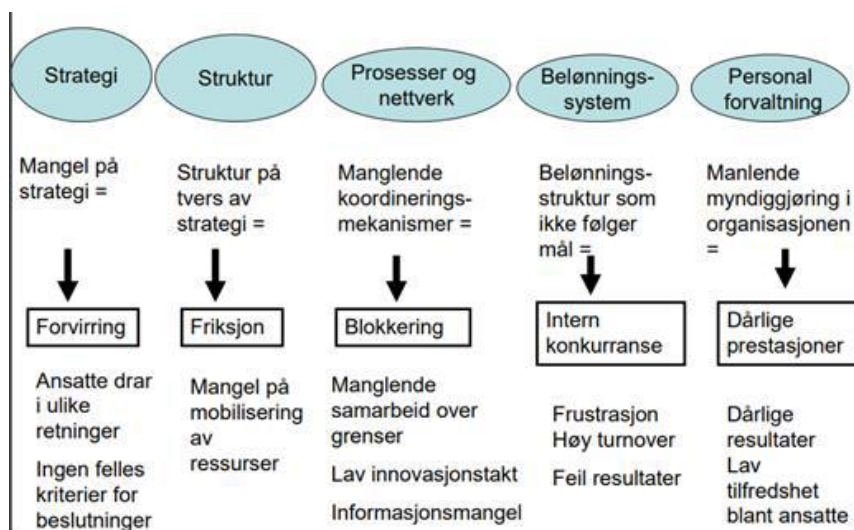 Strategi
Struktur
Prosesser og
nettverk
Belønnings-
system
Personal
forvaltning
Mangel på
strategi =
Struktur på
tvers av
strategi =
Manglende
koordinerings-
mekanismer =
Belønnings-
struktur som
ikke følger
mål =
Manlende
myndiggjøring i
organisasjonen
=
Forvirring
Friksjon
Blokkering
Intern
konkurranse
Dårlige
prestasjoner
Ansatte drar
i ulike
retninger
Ingen felles
kriterier for
beslutninger
Mangel på
mobilisering
av
ressurser
Manglende
samarbeid over
grenser
Lav innovasjonstakt
Informasjonsmangel
Frustrasjon
Høy turnover
Feil resultater
Dårlige
resultater
Lav
tilfredshet
blant ansatte